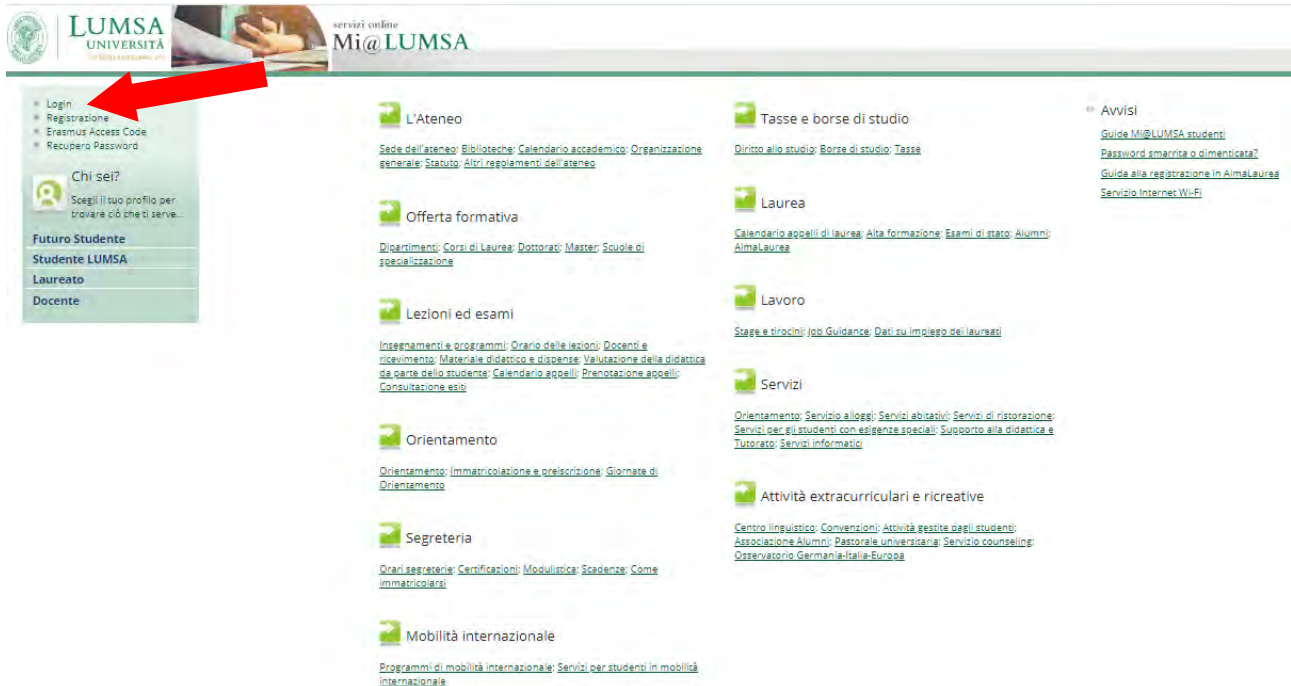 LUMSA
UNIVERSITÀ
servizi online
Mi@LUMSA
Login
Registrazione
Erasmus Access Code
Recupero Password
Chi sei?
Scegli il tuo profilo per
trovare ciò che ti serve...
Futuro Studente
Studente LUMSA
Laureato
Docente
L'Ateneo
Sede dell'ateneo; Biblioteche; Calendario accademico; Organizzazione
generale; Statuto; Altri regolamenti dell'ateneo
Offerta formativa
Dipartimenti; Corsi di Laurea; Dottorati; Master; Scuole di
specializzazione
Lezioni ed esami
Insegnamenti e programmi; Orario delle lezioni; Docenti e
ricevimento; Materiale didattico e dispense; Valutazione della didattica
da parte dello studente; Calendario appelli; Prenotazione appelli;
Consultazione esiti
Orientamento
Orientamento; Immatricolazione e preiscrizione; Giornate di
Orientamento
Segreteria
Orari segreterie; Certificazioni; Modulistica; Scadenze; Come
immatricolarsi
Mobilità internazionale
Programmi di mobilità internazionale; Servizi per studenti in mobilità
internazionale
Tasse e borse di studio
Diritto allo studio; Borse di studio; Tasse
Laurea
Calendario appelli di laurea; Alta formazione; Esami di stato; Alumni;
AlmaLaurea
Lavoro
Stage e tirocini; Job Guidance; Dati su impiego dei laureati
Servizi
Orientamento; Servizio alloggi; Servizi abitativi; Servizi di ristorazione;
Servizi per gli studenti con esigenze speciali; Supporto alla didattica e
Tutorato; Servizi informatici
Attività extracurriculari e ricreative
Centro linguistico; Convenzioni; Attività gestite dagli studenti;
Associazione Alumni; Pastorale universitaria; Servizio counseling;
Osservatorio Germania-Italia-Europa
Avvisi
Guide Mi@LUMSA studenti
Password smarrita o dimenticata?
Guida alla registrazione in AlmaLaurea
Servizio Internet Wi-Fi